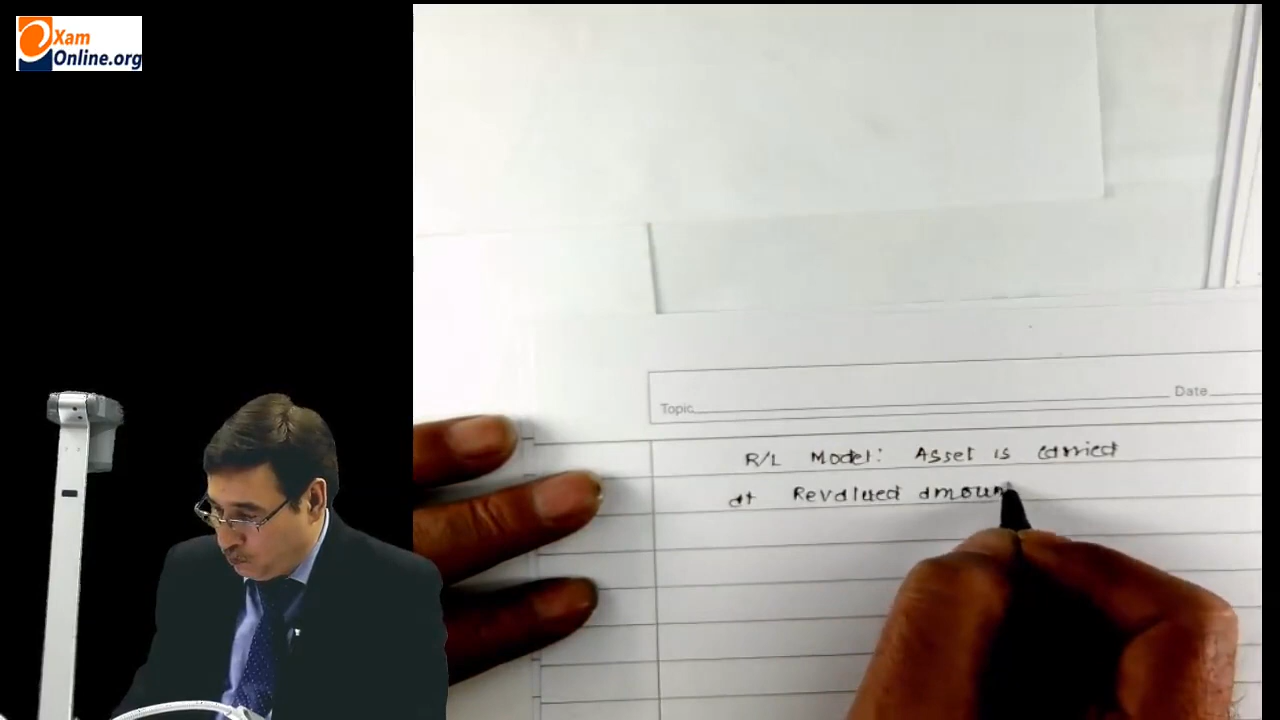 Xam
Online.org
Topic
Date
R/L Model: Asset is carried
at Revalued amoun